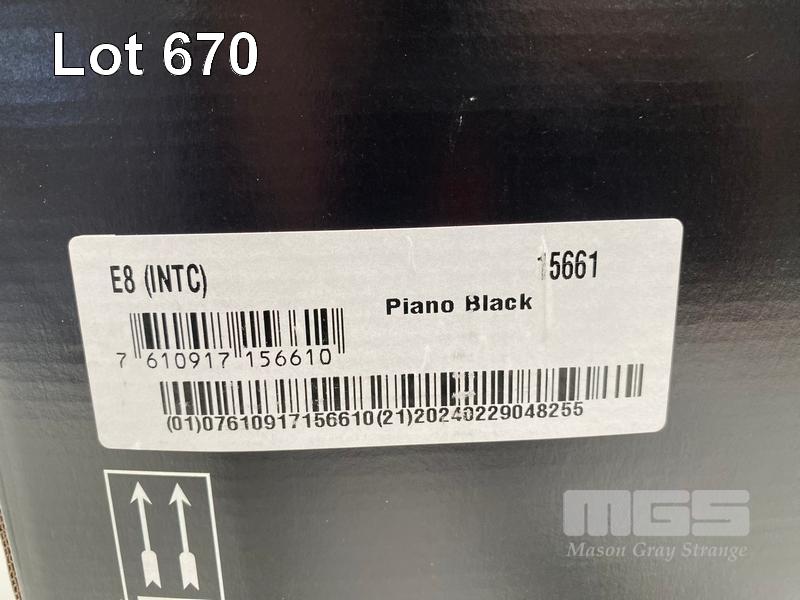 Lot 670
E8 (INTC)
15661
Piano Black
7 610917 156610
(01)07610917156610(21)20240229048255
MGS
Mason Gray Strange